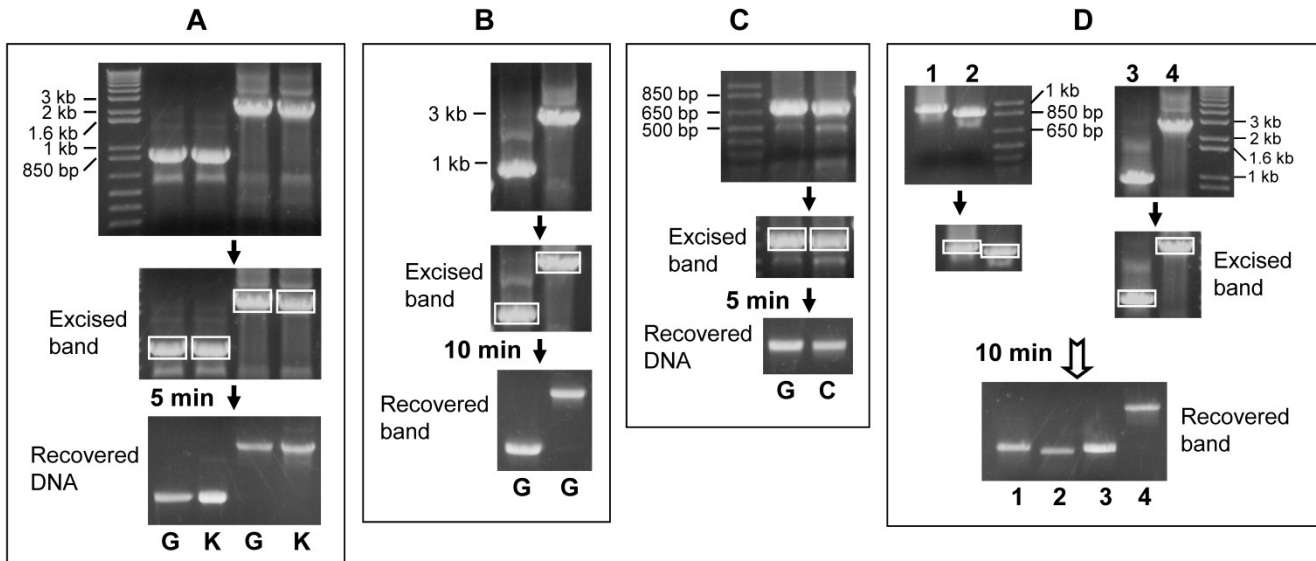 A
3 kb
2 kb
1.6 kb
1 kb
850 bp
Excised
band
5 min
Recovered
DNA
G K G K
B
3 kb
1 kb
Excised
band
10 min
Recovered
band
G G
C
850 bp
650 bp
500 bp
Excised
band
5 min
Recovered
DNA
G C
D
1 2
1 kb
850 bp
650 bp
3 4
3 kb
2 kb
1.6 kb
1 kb
Excised
band
10 min
Recovered
band
1 2 3 4